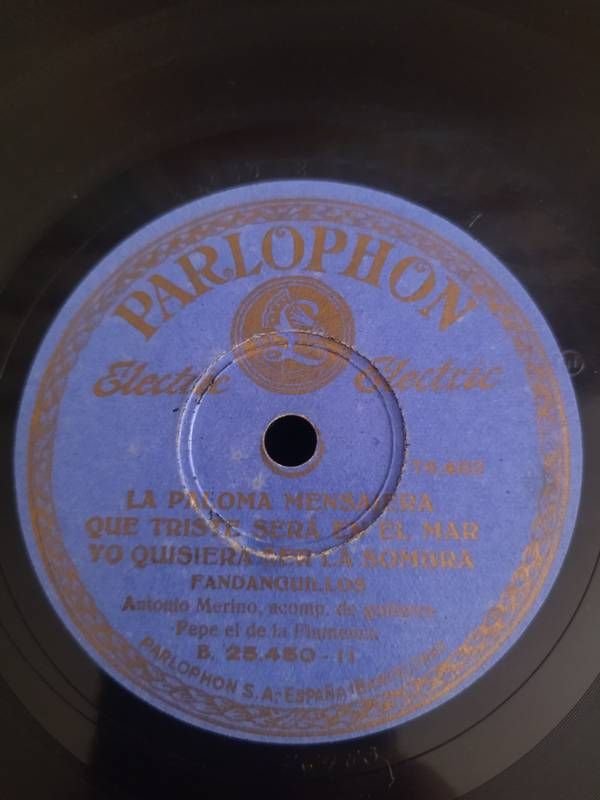 PARLOPHON
Electric Electric
LA PALOMA MENSAJERA
QUE TRISTE SERÁ EN EL MAR
YO QUISIERA SER LA SOMBRA
FANDANGUILLOS
Antonio Merino, acomp. de guitarra
Pepe el de la Flamenca
B. 25.450 - II
PARLOPHON S.A. - ESPAÑA (BARCELONA)